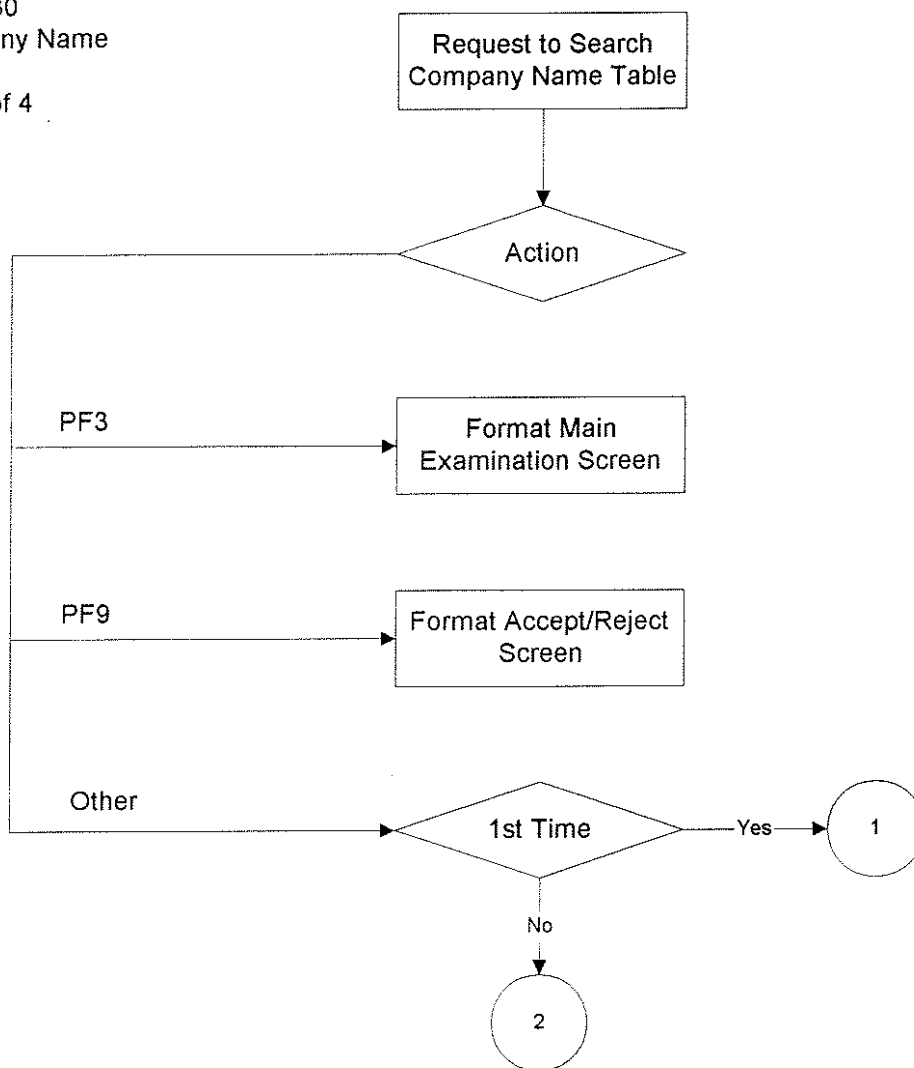 Request to Search
Company Name Table
Name
of 4
Action
PF3
Format Main
Examination Screen
PF9
Format Accept/Reject
Screen
Other
1st Time
Yes
1
No
2